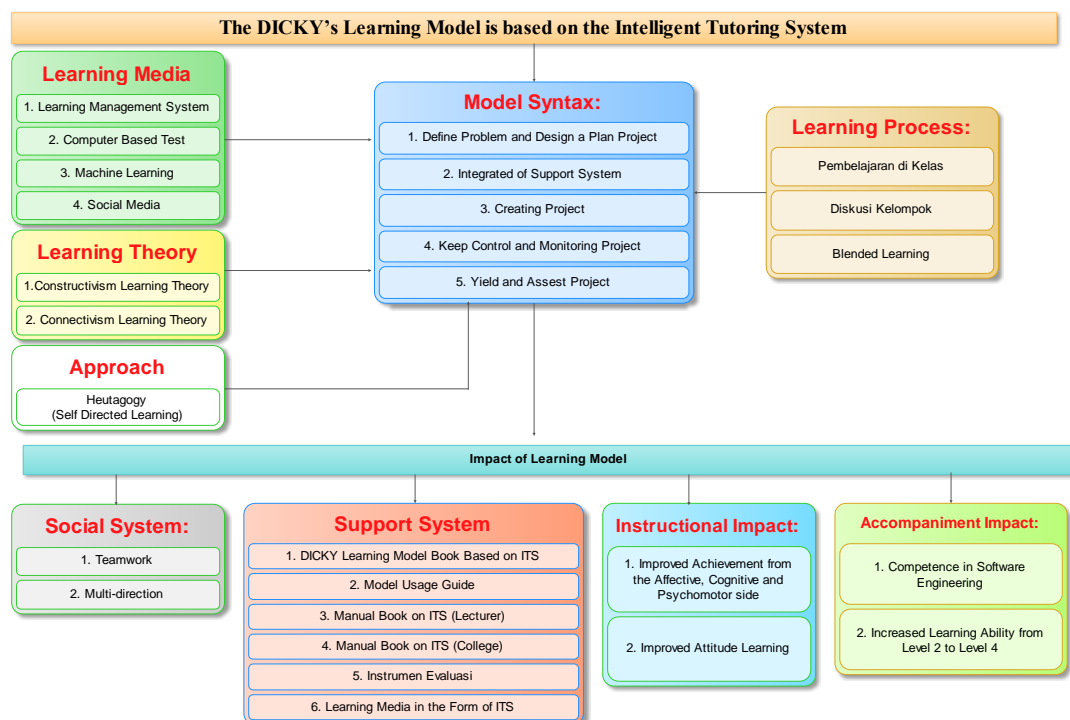 The DICKY's Learning Model is based on the Intelligent Tutoring System
Learning Media
1. Learning Management System
2. Computer Based Test
3. Machine Learning
4. Social Media
Learning Theory
1.Constructivism Learning Theory
2. Connectivism Learning Theory
Approach
Heutagogy
(Self Directed Learning)
Model Syntax:
1. Define Problem and Design a Plan Project
2. Integrated of Support System
3. Creating Project
4. Keep Control and Monitoring Project
5. Yield and Assest Project
Learning Process:
Pembelajaran di Kelas
Diskusi Kelompok
Blended Learning
Impact of Learning Model
Social System:
1. Teamwork
2. Multi-direction
Support System
1. DICKY Learning Model Book Based on ITS
2. Model Usage Guide
3. Manual Book on ITS (Lecturer)
4. Manual Book on ITS (College)
5. Instrumen Evaluasi
6. Learning Media in the Form of ITS
Instructional Impact:
1. Improved Achievement from
the Affective, Cognitive and
Psychomotor side
2. Improved Attitude Learning
Accompaniment Impact:
1. Competence in Software
Engineering
2. Increased Learning Ability from
Level 2 to Level 4